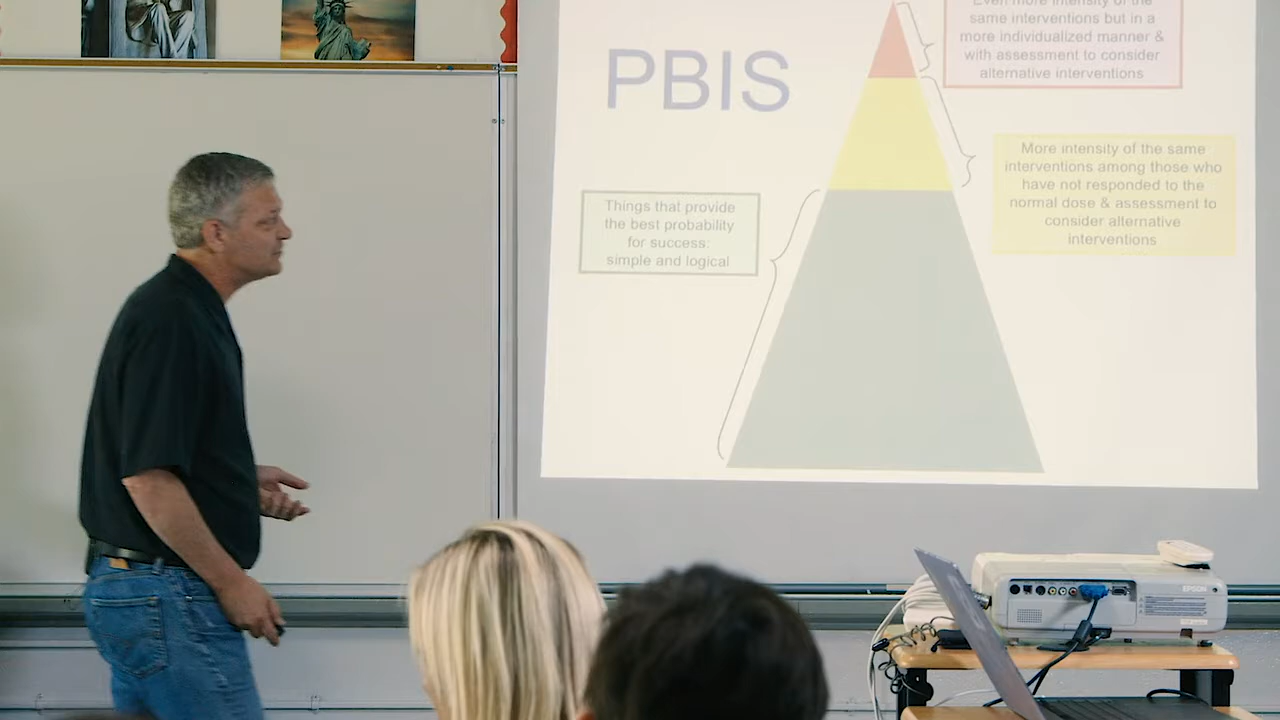 PBIS
Even more intensity of the
same interventions but in a
more individualized manner &
with assessment to consider
alternative interventions
More intensity of the same
interventions among those who
have not responded to the
normal dose & assessment to
consider alternative
interventions
Things that provide
the best probability
for success:
simple and logical
EPSON